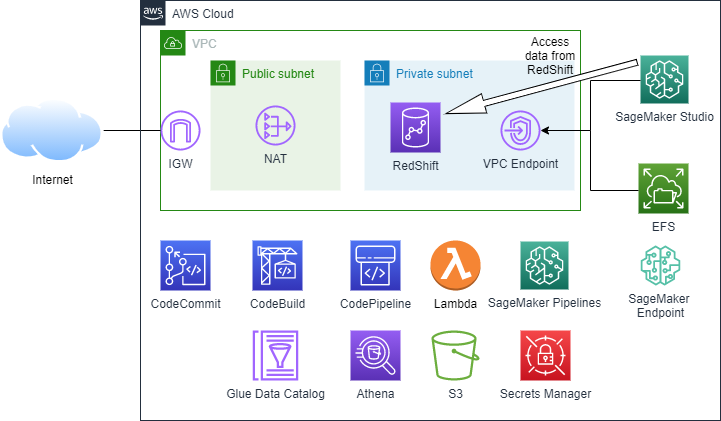 aws
AWS Cloud
VPC
Access
data from
RedShift
Public subnet
Private subnet
SageMaker Studio
Internet
IGW
NAT
RedShift
VPC Endpoint
EFS
CodeCommit
CodeBuild
CodePipeline
Lambda
SageMaker Pipelines
SageMaker
Endpoint
Glue Data Catalog
Athena
S3
Secrets Manager